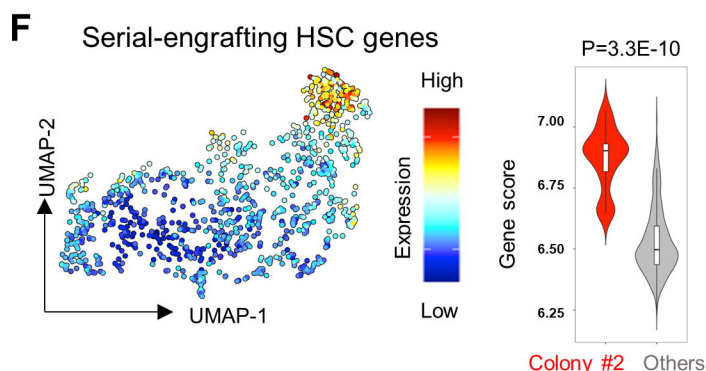 F
Serial-engrafting HSC genes
P=3.3E-10
High
UMAP-2
Expression
Gene score
7.00
6.75
6.50
6.25
Low
UMAP-1
Colony #2 Others